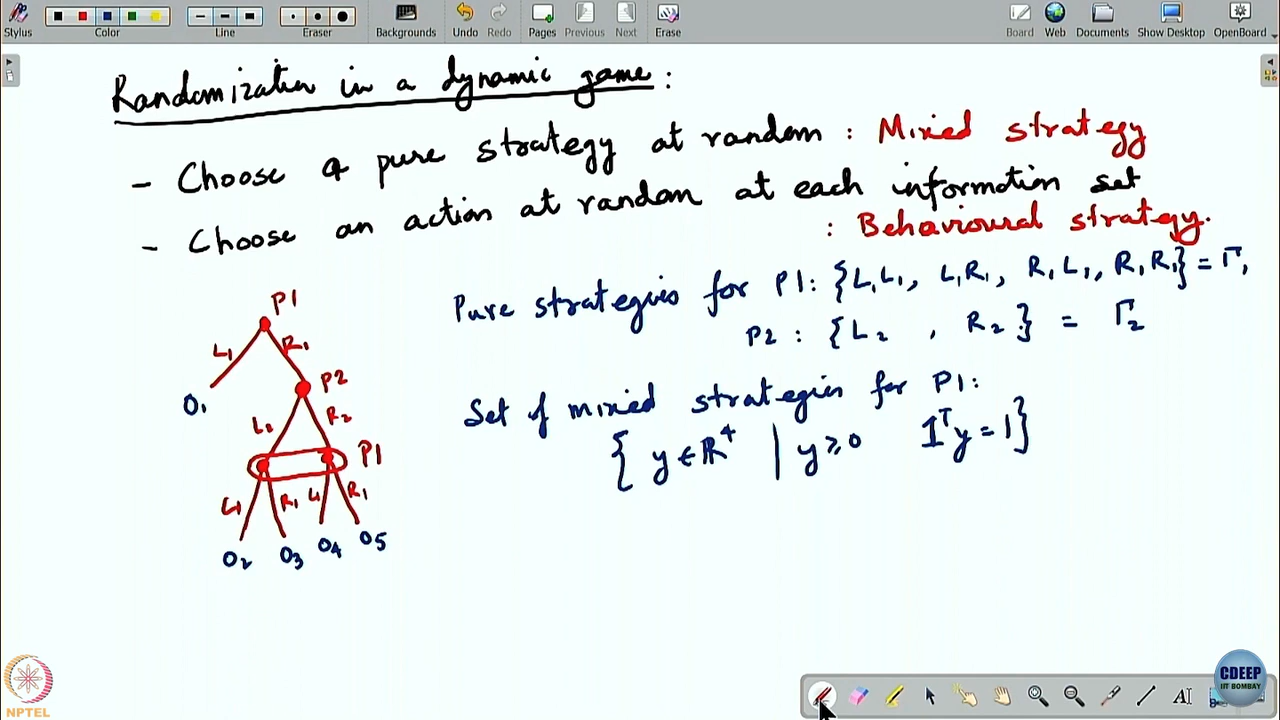 Stylus
Color
Line
Eraser
Backgrounds
Undo
Redo
Pages
Previous
Next
Erase
Board
Web
Documents
Show Desktop
OpenBoard
Randomization in a dynamic game :
- Choose a pure strategy at random : Mixed strategy
- Choose an action at random at each information set
: Behavioural strategy.
Pure strategies for P1: {L₁L₁, L₁R₁, R₁L₁, R₁R₁} = Γ₁
P2 : {L₂ , R₂} = Γ₂
Set of mixed strategies for P1:
{ y ∈ ℝ⁴ | y ≥ 0 1ᵀy = 1}
P1
L₁ R₁
O₁
P2
L₂ R₂
P1
L₁ R₁ L₁ R₁
O₂ O₃ O₄ O₅
NPTEL
CDEEP
IIT BOMBAY